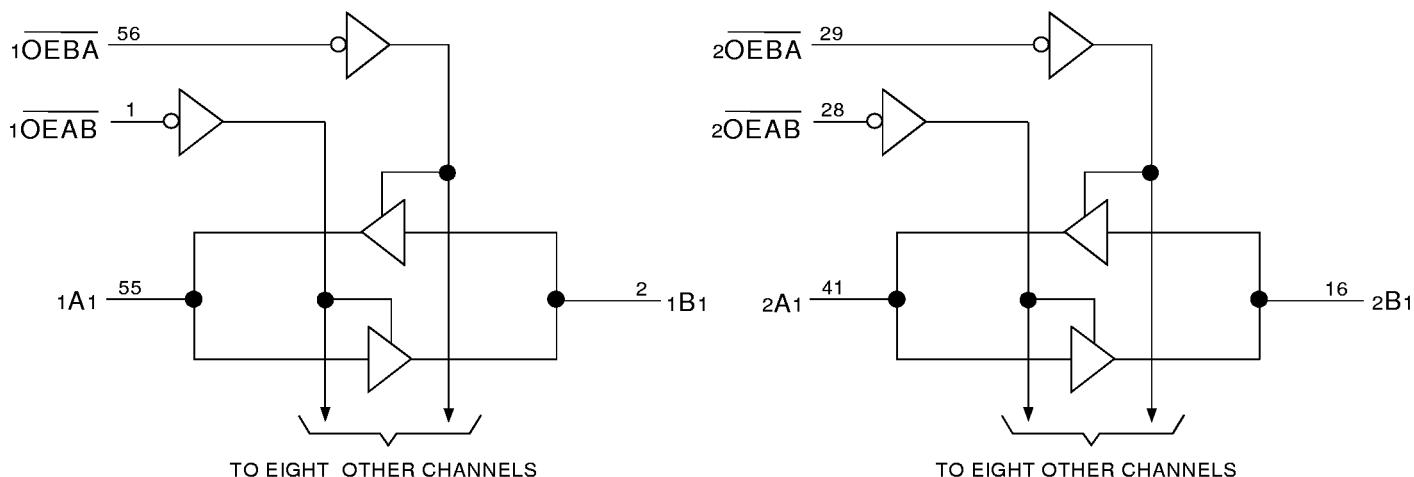 1OEBA 56
1OEAB 1
1A1 55
2 1B1
TO EIGHT OTHER CHANNELS
2OEBA 29
2OEAB 28
2A1 41
16 2B1
TO EIGHT OTHER CHANNELS